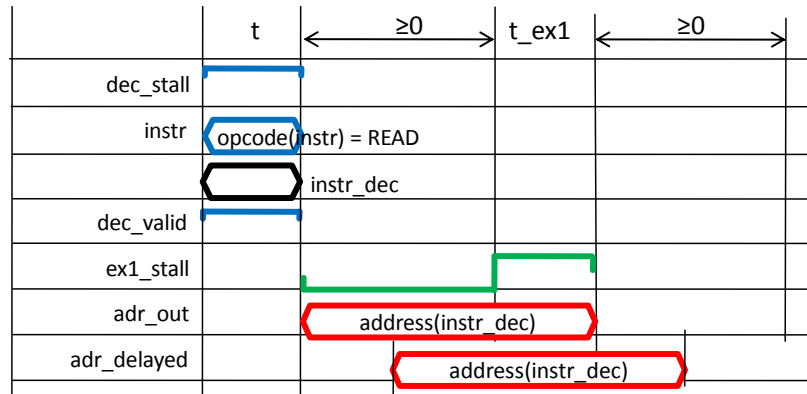 t ≥0 t_ex1 ≥0
dec_stall
instr opcode(instr) = READ
instr_dec
dec_valid
ex1_stall
adr_out address(instr_dec)
adr_delayed address(instr_dec)